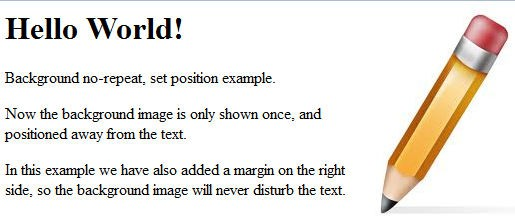 Hello World!
Background no-repeat, set position example.
Now the background image is only shown once, and
positioned away from the text.
In this example we have also added a margin on the right
side, so the background image will never disturb the text.